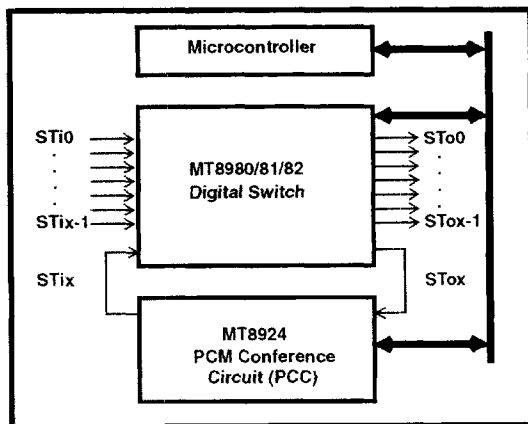 Microcontroller
STi0
STix-1
STix
MT8980/81/82
Digital Switch
STo0
STox-1
STox
MT8924
PCM Conference
Circuit (PCC)